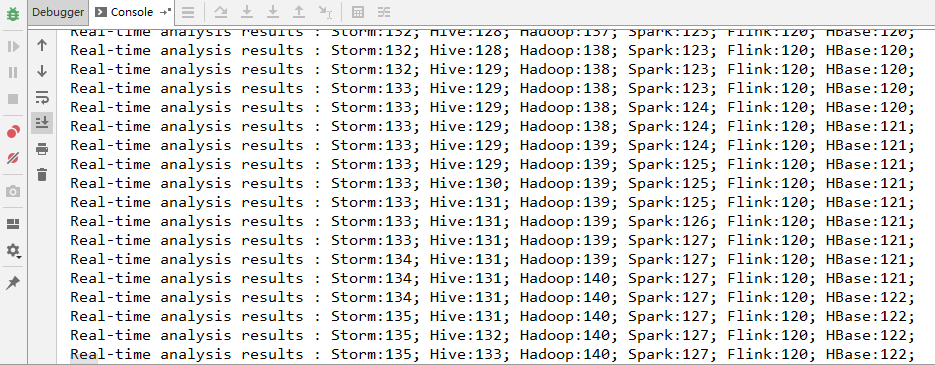 Debugger Console
Real-time analysis results : Storm:132; Hive:128; Hadoop:137; Spark:123; Flink:120; HBase:120;
Real-time analysis results : Storm:132; Hive:128; Hadoop:138; Spark:123; Flink:120; HBase:120;
Real-time analysis results : Storm:132; Hive:129; Hadoop:138; Spark:123; Flink:120; HBase:120;
Real-time analysis results : Storm:133; Hive:129; Hadoop:138; Spark:123; Flink:120; HBase:120;
Real-time analysis results : Storm:133; Hive:129; Hadoop:138; Spark:124; Flink:120; HBase:120;
Real-time analysis results : Storm:133; Hive:129; Hadoop:138; Spark:124; Flink:120; HBase:121;
Real-time analysis results : Storm:133; Hive:129; Hadoop:139; Spark:124; Flink:120; HBase:121;
Real-time analysis results : Storm:133; Hive:129; Hadoop:139; Spark:125; Flink:120; HBase:121;
Real-time analysis results : Storm:133; Hive:130; Hadoop:139; Spark:125; Flink:120; HBase:121;
Real-time analysis results : Storm:133; Hive:131; Hadoop:139; Spark:125; Flink:120; HBase:121;
Real-time analysis results : Storm:133; Hive:131; Hadoop:139; Spark:126; Flink:120; HBase:121;
Real-time analysis results : Storm:133; Hive:131; Hadoop:139; Spark:127; Flink:120; HBase:121;
Real-time analysis results : Storm:134; Hive:131; Hadoop:139; Spark:127; Flink:120; HBase:121;
Real-time analysis results : Storm:134; Hive:131; Hadoop:140; Spark:127; Flink:120; HBase:121;
Real-time analysis results : Storm:134; Hive:131; Hadoop:140; Spark:127; Flink:120; HBase:122;
Real-time analysis results : Storm:135; Hive:131; Hadoop:140; Spark:127; Flink:120; HBase:122;
Real-time analysis results : Storm:135; Hive:132; Hadoop:140; Spark:127; Flink:120; HBase:122;
Real-time analysis results : Storm:135; Hive:133; Hadoop:140; Spark:127; Flink:120; HBase:122;